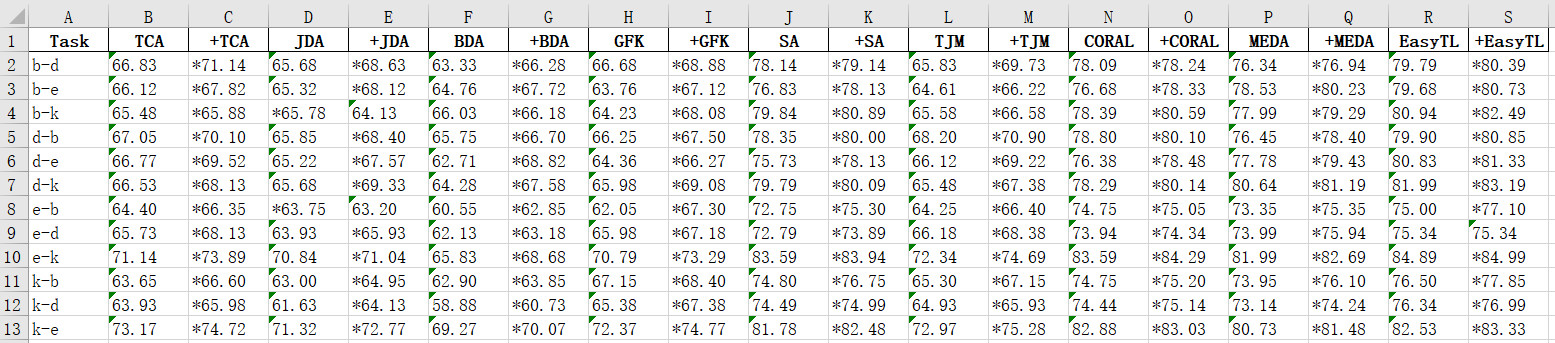 A B C D E F G H I J K L M N O P Q R S
1 Task TCA +TCA JDA +JDA BDA +BDA GFK +GFK SA +SA TJM +TJM CORAL +CORAL MEDA +MEDA EasyTL +EasyTL
2 b-d 66.83 *71.14 65.68 *68.63 63.33 *66.28 66.68 *68.88 78.14 *79.14 65.83 *69.73 78.09 *78.24 76.34 *76.94 79.79 *80.39
3 b-e 66.12 *67.82 65.32 *68.12 64.76 *67.72 63.76 *67.12 76.83 *78.13 64.61 *66.22 76.68 *78.33 78.53 *80.23 79.68 *80.73
4 b-k 65.48 *65.88 *65.78 64.13 66.03 *66.18 64.23 *68.08 79.84 *80.89 65.58 *66.58 78.39 *80.59 77.99 *79.29 80.94 *82.49
5 d-b 67.05 *70.10 65.85 *68.40 65.75 *66.70 66.25 *67.50 78.35 *80.00 68.20 *70.90 78.80 *80.10 76.45 *78.40 79.90 *80.85
6 d-e 66.77 *69.52 65.22 *67.57 62.71 *68.82 64.36 *66.27 75.73 *78.13 66.12 *69.22 76.38 *78.48 77.78 *79.43 80.83 *81.33
7 d-k 66.53 *68.13 65.68 *69.33 64.28 *67.58 65.98 *69.08 79.79 *80.09 65.48 *67.38 78.29 *80.14 80.64 *81.19 81.99 *83.19
8 e-b 64.40 *66.35 *63.75 63.20 60.55 *62.85 62.05 *67.30 72.75 *75.30 64.25 *66.40 74.75 *75.05 73.35 *75.35 75.00 *77.10
9 e-d 65.73 *68.13 63.93 *65.93 62.13 *63.18 65.98 *67.18 72.79 *73.89 66.18 *68.38 73.94 *74.34 73.99 *75.94 75.34 75.34
10 e-k 71.14 *73.89 70.84 *71.04 65.83 *68.68 70.79 *73.29 83.59 *83.94 72.34 *74.69 83.59 *84.29 81.99 *82.69 84.89 *84.99
11 k-b 63.65 *66.60 63.00 *64.95 62.90 *63.85 67.15 *68.40 74.80 *76.75 65.30 *67.15 74.75 *75.20 73.95 *76.10 76.50 *77.85
12 k-d 63.93 *65.98 61.63 *64.13 58.88 *60.73 65.38 *67.38 74.49 *74.99 64.93 *65.93 74.44 *75.14 73.14 *74.24 76.34 *76.99
13 k-e 73.17 *74.72 71.32 *72.77 69.27 *70.07 72.37 *74.77 81.78 *82.48 72.97 *75.28 82.88 *83.03 80.73 *81.48 82.53 *83.33